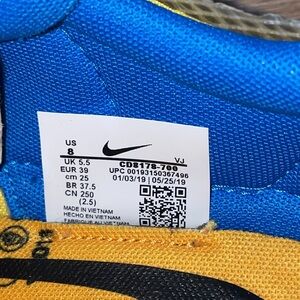 US
8
UK 5.5
EUR 39
cm 25
BR 37.5
CN 250
(2.5)
VJ
CD8178-700
UPC 00193150367496
01/03/19 | 05/25/19
MADE IN VIETNAM
HECHO EN VIETNAM
FABRIQUE AU VIETNAM